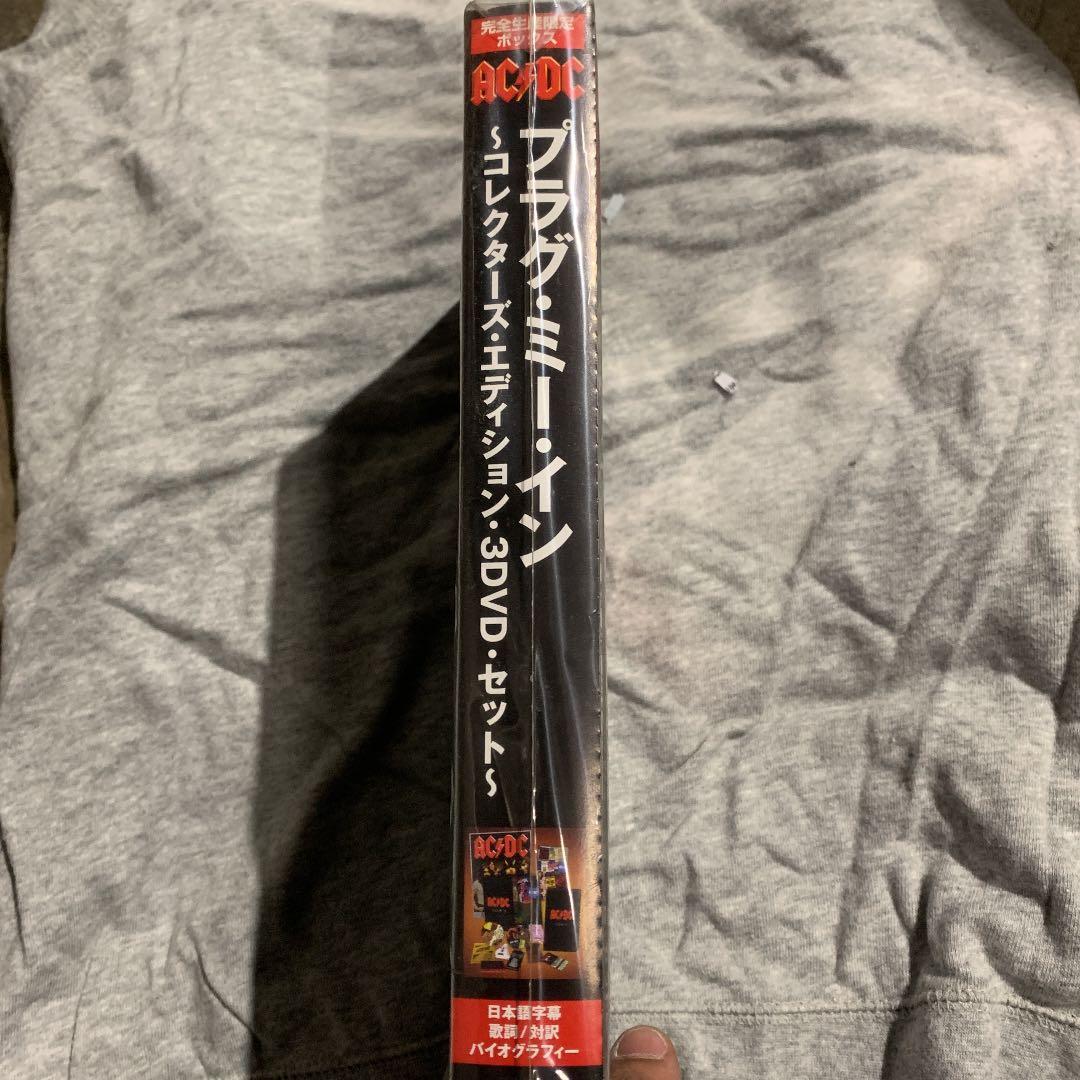 完全生産限定
ボックス
AC/DC
プラグ・ミー・イン
～コレクターズ・エディション・3DVD・セット～
AC/DC
AC/DC
AC/DC
日本語字幕
歌詞/対訳
バイオグラフィー